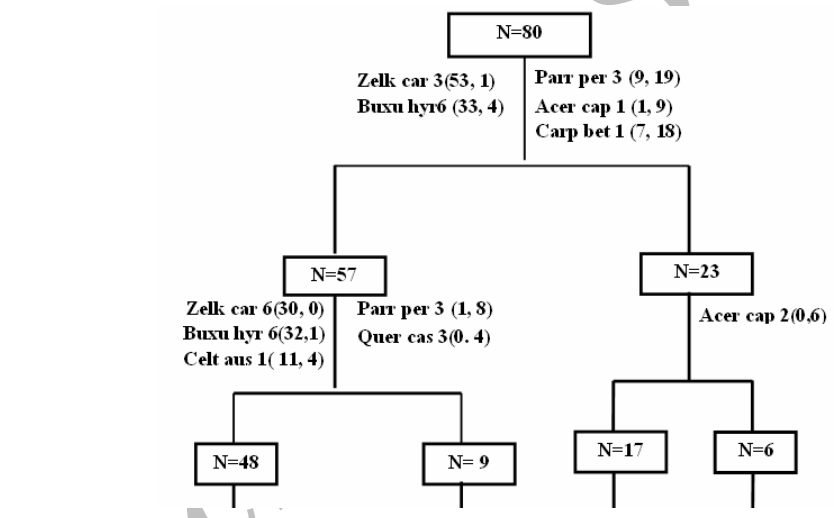 N=80
Zelk car 3(53, 1)
Buxu hyr6 (33, 4)
Parr per 3 (9, 19)
Acer cap 1 (1, 9)
Carp bet 1 (7, 18)
N=57
N=23
Zelk car 6(30, 0)
Buxu hyr 6(32,1)
Celt aus 1( 11, 4)
Parr per 3 (1, 8)
Quer cas 3(0. 4)
Acer cap 2(0,6)
N=48
N= 9
N=17
N=6